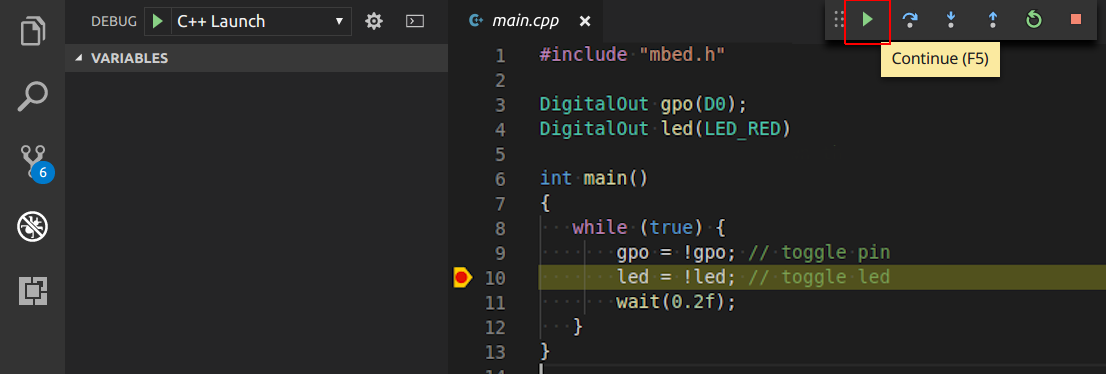 DEBUG C++ Launch
main.cpp
Continue (F5)
VARIABLES
6
1 #include "mbed.h"
2
3 DigitalOut gpo(D0);
4 DigitalOut led(LED_RED)
5
6 int main()
7 {
8 while (true) {
9 gpo = !gpo; // toggle pin
10 led = !led; // toggle led
11 wait(0.2f);
12 }
13 }
14